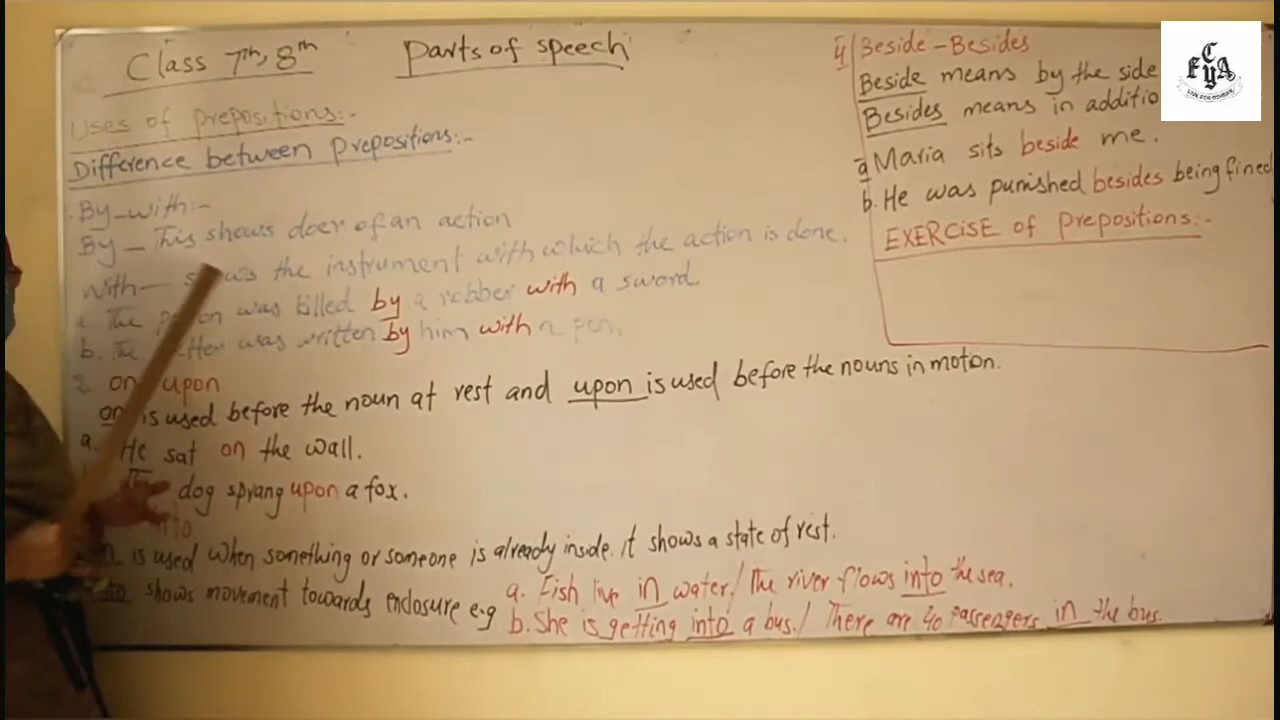 Class 7th, 8th
Parts of speech
Uses of prepositions:-
Difference between prepositions:-
By-with:-
By - This shows doer of an action
with- shows the instrument with which the action is done.
The was killed by a robber with a sword.
b. The was written by him with a pen.
2. on upon
on is used before the noun at rest and upon is used before the nouns in motion.
a. He sat on the wall.
dog sprang upon a fox.
is used when something or someone is already inside. it shows a state of rest.
shows movement towards enclosure e.g
a. Fish live in water/ The river flows into the sea.
b. She is getting into a bus./ There are 40 passengers in the bus.
4 Beside-Besides
Beside means by the side
Besides means in additio
a Maria sits beside me.
b. He was punished besides being fined
EXERCISE of prepositions:-